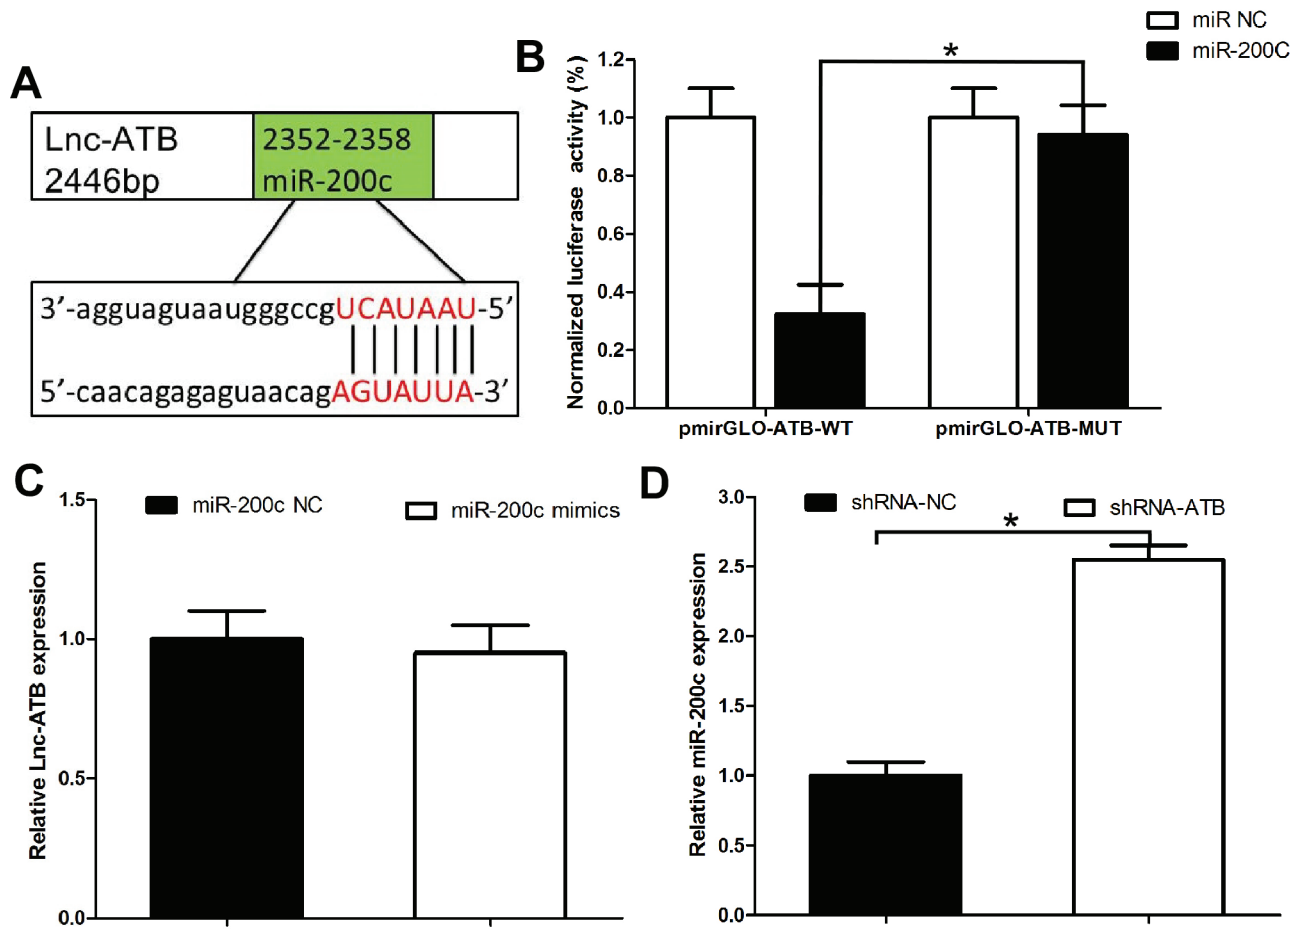 A
Lnc-ATB
2446bp
2352-2358
miR-200c
3’-agguaguaaugggccgUCAUAAU-5’
5’-caacagagaguaacagAGUAUUA-3’
B
miR NC
miR-200C
*
Normalized luciferase activity (%)
1.2
1.0
0.8
0.6
0.4
0.2
0.0
pmirGLO-ATB-WT
pmirGLO-ATB-MUT
C
miR-200c NC
miR-200c mimics
Relative Lnc-ATB expression
1.5
1.0
0.5
0.0
D
shRNA-NC
shRNA-ATB
*
Relative miR-200c expression
3.0
2.5
2.0
1.5
1.0
0.5
0.0